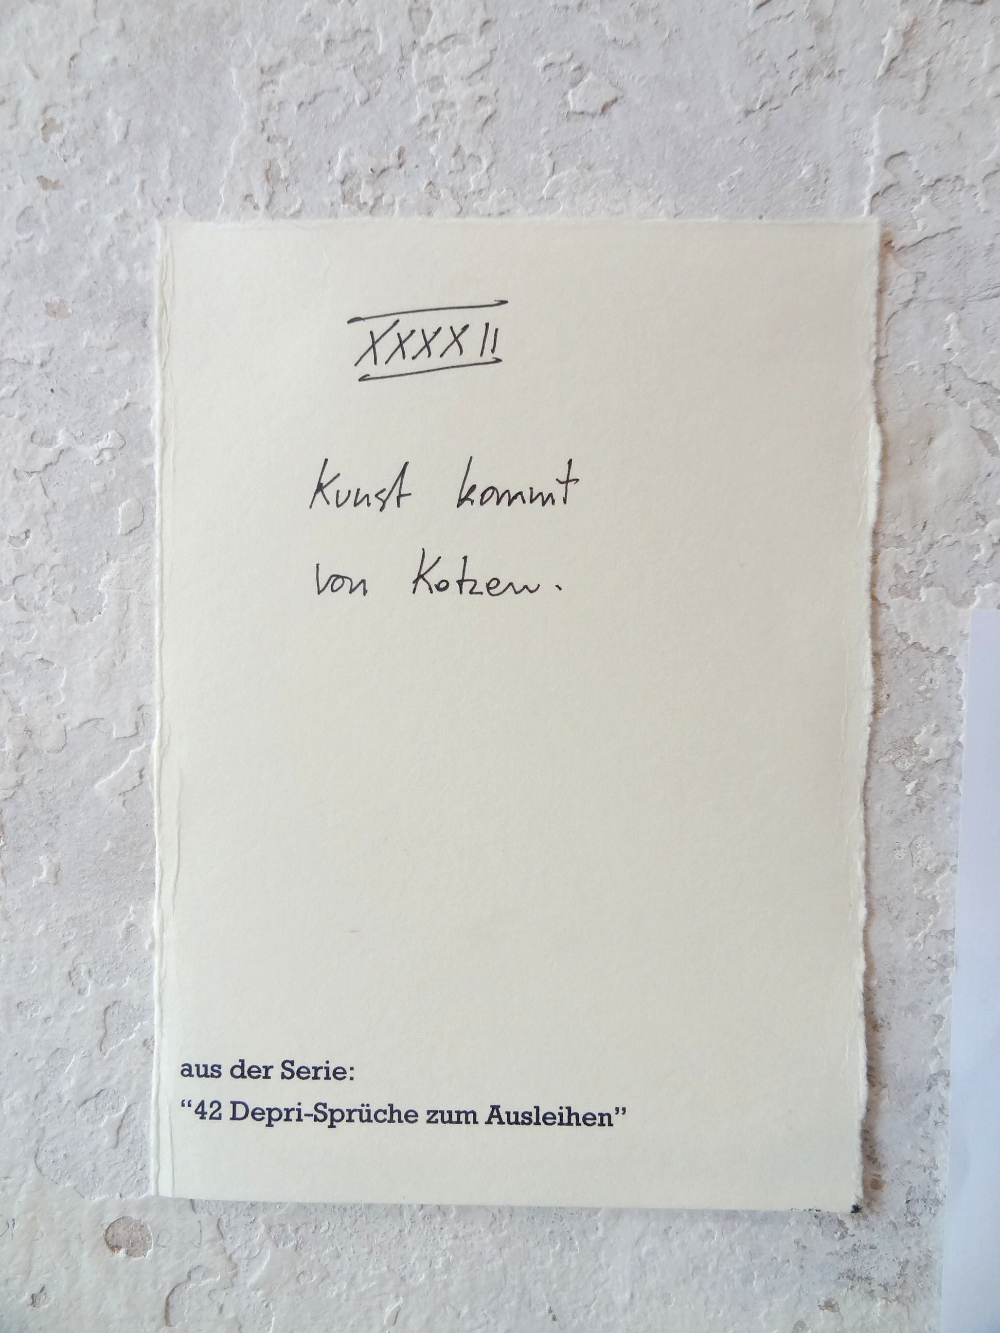 XXXXII
Kunst kommt
von Kotzen.
aus der Serie:
“42 Depri-Sprüche zum Ausleihen”